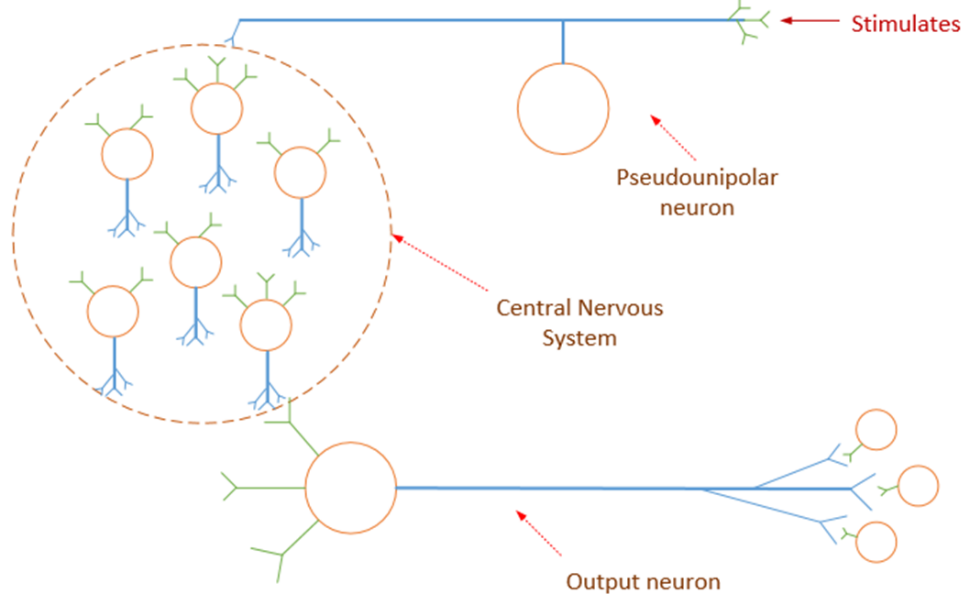 Stimulates
Pseudounipolar
neuron
Central Nervous
System
Output neuron